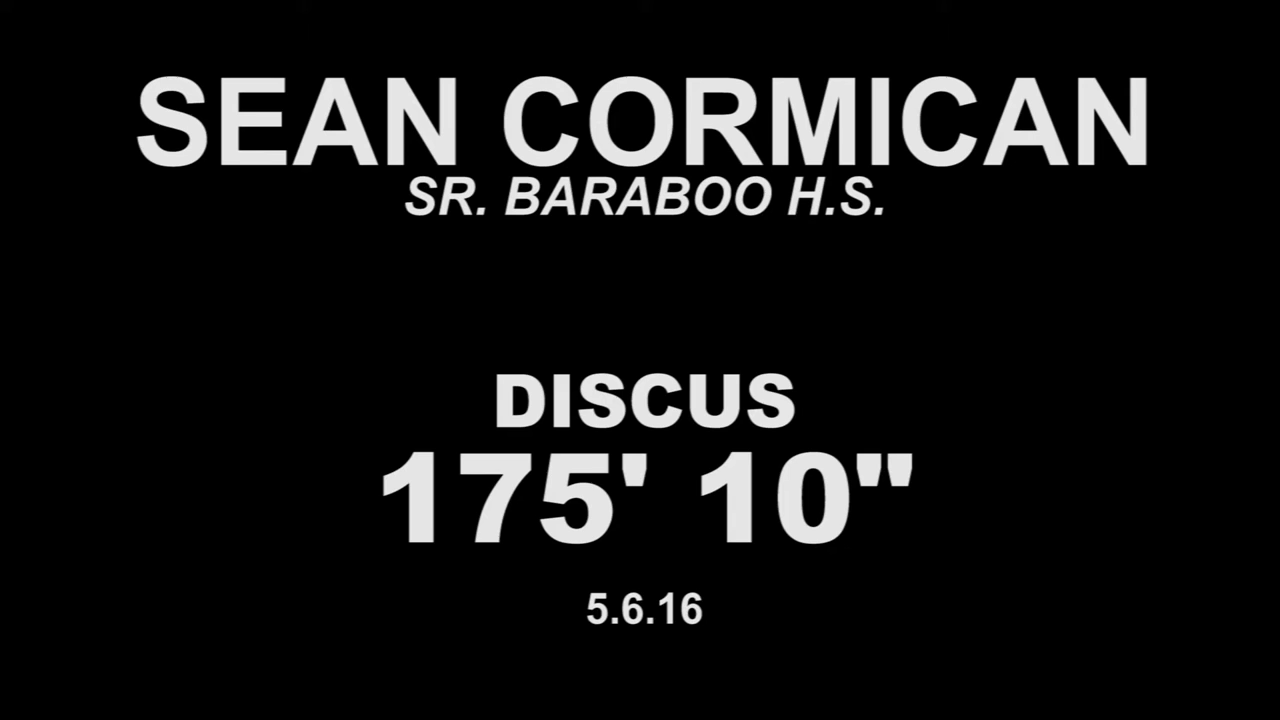 SEAN CORMICAN
SR. BARABOO H.S.
DISCUS
175' 10"
5.6.16